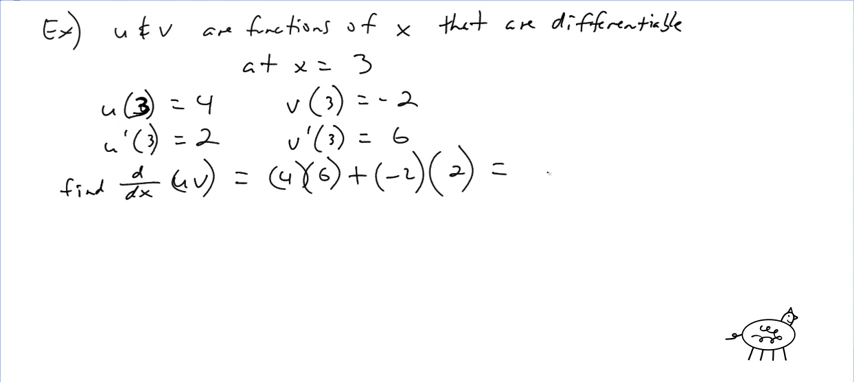 Ex) u & v are functions of x that are differentiable
at x = 3
u(3) = 4 v(3) = -2
u'(3) = 2 v'(3) = 6
find d/dx (uv) = (4)(6) + (-2)(2) =